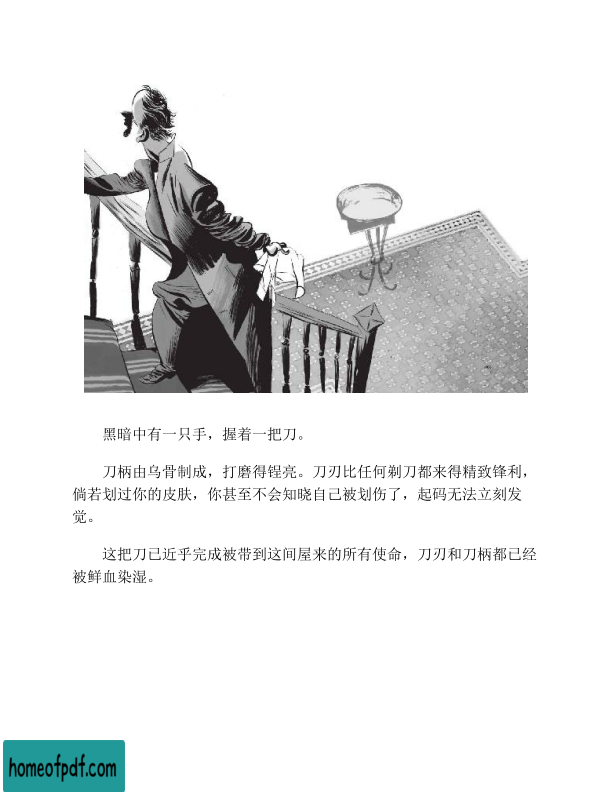 黑暗中有一只手，握着一把刀。
刀柄由乌骨制成，打磨得锃亮。刀刃比任何剃刀都来得精致锋利，
倘若划过你的皮肤，你甚至不会知晓自己被划伤了，起码无法立刻发
觉。
这把刀已近乎完成被带到这间屋来的所有使命，刀刃和刀柄都已经
被鲜血染湿。
homeofpdf.com